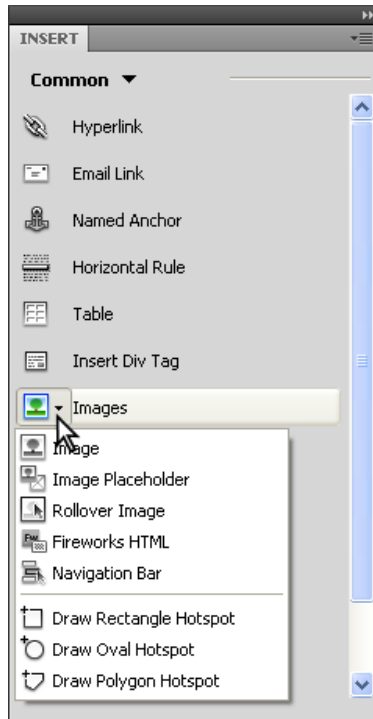 INSERT
Common
Hyperlink
Email Link
Named Anchor
Horizontal Rule
Table
Insert Div Tag
Images
Image
Image Placeholder
Rollover Image
Fireworks HTML
Navigation Bar
Draw Rectangle Hotspot
Draw Oval Hotspot
Draw Polygon Hotspot